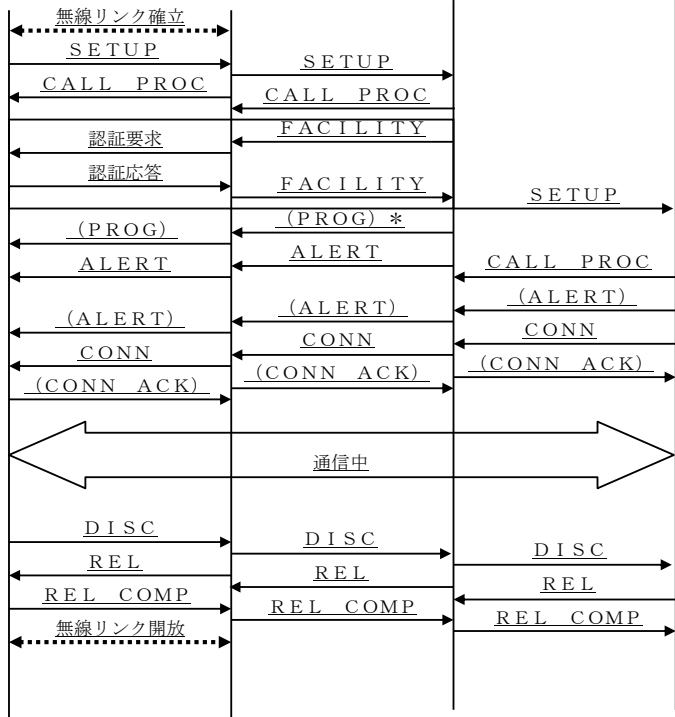 無線リンク確立
ＳＥＴＵＰ
ＳＥＴＵＰ
ＣＡＬＬ　ＰＲＯＣ
ＣＡＬＬ　ＰＲＯＣ
ＦＡＣＩＬＩＴＹ
認証要求
認証応答
ＦＡＣＩＬＩＴＹ
ＳＥＴＵＰ
（ＰＲＯＧ）＊
（ＰＲＯＧ）
ＡＬＥＲＴ
ＡＬＥＲＴ
ＣＡＬＬ　ＰＲＯＣ
（ＡＬＥＲＴ）
（ＡＬＥＲＴ）
（ＡＬＥＲＴ）
ＣＯＮＮ
ＣＯＮＮ
ＣＯＮＮ
（ＣＯＮＮ　ＡＣＫ）
（ＣＯＮＮ　ＡＣＫ）
（ＣＯＮＮ　ＡＣＫ）
通信中
ＤＩＳＣ
ＤＩＳＣ
ＤＩＳＣ
ＲＥＬ
ＲＥＬ
ＲＥＬ
ＲＥＬ　ＣＯＭＰ
ＲＥＬ　ＣＯＭＰ
ＲＥＬ　ＣＯＭＰ
無線リンク開放